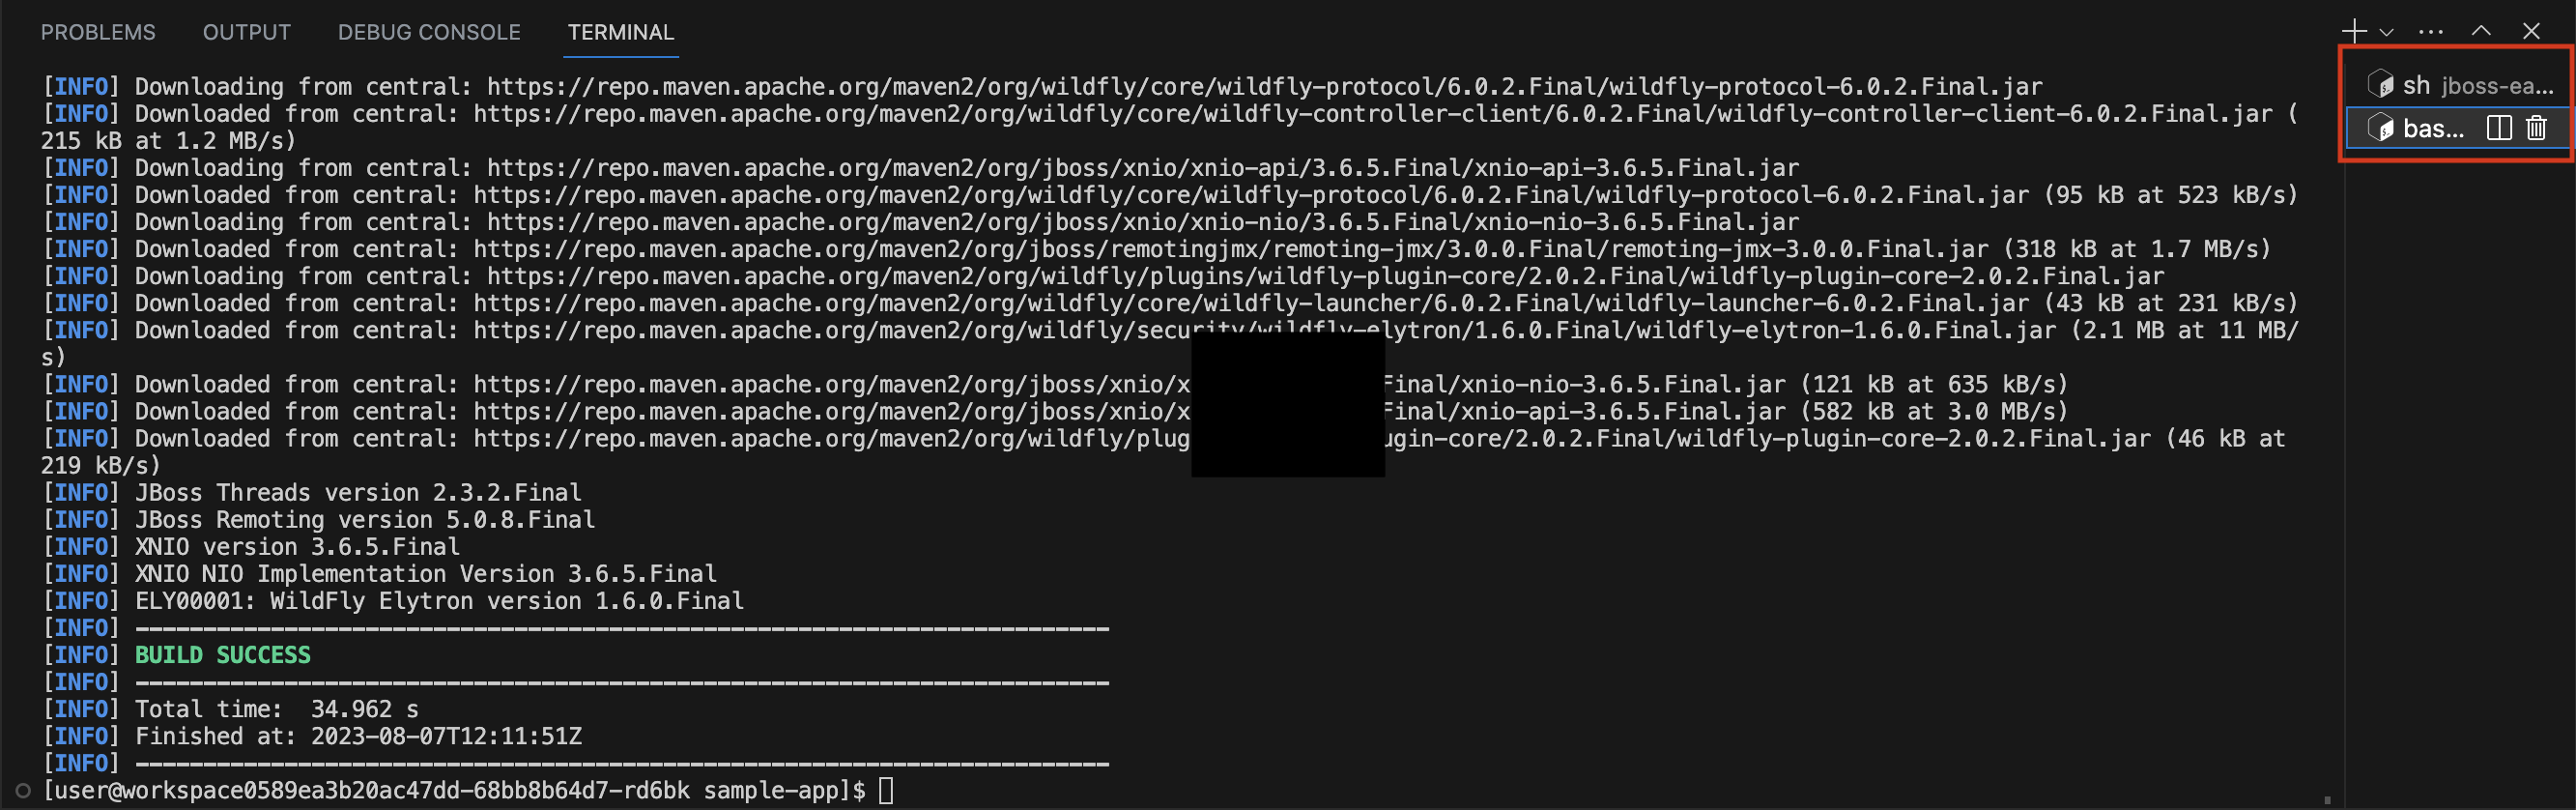 PROBLEMS OUTPUT DEBUG CONSOLE TERMINAL
[INFO] Downloading from central: https://repo.maven.apache.org/maven2/org/wildfly/core/wildfly-protocol/6.0.2.Final/wildfly-protocol-6.0.2.Final.jar
[INFO] Downloaded from central: https://repo.maven.apache.org/maven2/org/wildfly/core/wildfly-controller-client/6.0.2.Final/wildfly-controller-client-6.0.2.Final.jar (
215 kB at 1.2 MB/s)
[INFO] Downloading from central: https://repo.maven.apache.org/maven2/org/jboss/xnio/xnio-api/3.6.5.Final/xnio-api-3.6.5.Final.jar
[INFO] Downloaded from central: https://repo.maven.apache.org/maven2/org/wildfly/core/wildfly-protocol/6.0.2.Final/wildfly-protocol-6.0.2.Final.jar (95 kB at 523 kB/s)
[INFO] Downloading from central: https://repo.maven.apache.org/maven2/org/jboss/xnio/xnio-nio/3.6.5.Final/xnio-nio-3.6.5.Final.jar
[INFO] Downloaded from central: https://repo.maven.apache.org/maven2/org/jboss/remotingjmx/remoting-jmx/3.0.0.Final/remoting-jmx-3.0.0.Final.jar (318 kB at 1.7 MB/s)
[INFO] Downloading from central: https://repo.maven.apache.org/maven2/org/wildfly/plugins/wildfly-plugin-core/2.0.2.Final/wildfly-plugin-core-2.0.2.Final.jar
[INFO] Downloaded from central: https://repo.maven.apache.org/maven2/org/wildfly/core/wildfly-launcher/6.0.2.Final/wildfly-launcher-6.0.2.Final.jar (43 kB at 231 kB/s)
[INFO] Downloaded from central: https://repo.maven.apache.org/maven2/org/wildfly/security/wildfly-elytron/1.6.0.Final/wildfly-elytron-1.6.0.Final.jar (2.1 MB at 11 MB/
s)
[INFO] Downloaded from central: https://repo.maven.apache.org/maven2/org/jboss/xnio/x Final/xnio-nio-3.6.5.Final.jar (121 kB at 635 kB/s)
[INFO] Downloaded from central: https://repo.maven.apache.org/maven2/org/jboss/xnio/x Final/xnio-api-3.6.5.Final.jar (582 kB at 3.0 MB/s)
[INFO] Downloaded from central: https://repo.maven.apache.org/maven2/org/wildfly/plug ugin-core/2.0.2.Final/wildfly-plugin-core-2.0.2.Final.jar (46 kB at
219 kB/s)
[INFO] JBoss Threads version 2.3.2.Final
[INFO] JBoss Remoting version 5.0.8.Final
[INFO] XNIO version 3.6.5.Final
[INFO] XNIO NIO Implementation Version 3.6.5.Final
[INFO] ELY00001: WildFly Elytron version 1.6.0.Final
[INFO] ------------------------------------------------------------------------
[INFO] BUILD SUCCESS
[INFO] ------------------------------------------------------------------------
[INFO] Total time:  34.962 s
[INFO] Finished at: 2023-08-07T12:11:51Z
[INFO] ------------------------------------------------------------------------
[user@workspace0589ea3b20ac47dd-68bb8b64d7-rd6bk sample-app]$
sh jboss-ea...
bas...